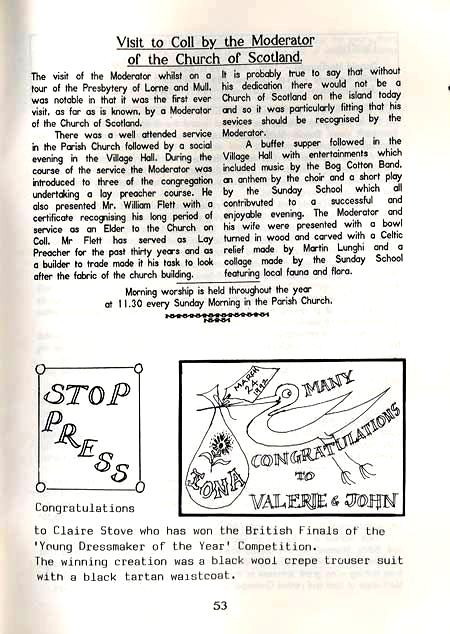 Visit to Coll by the Moderator
of the Church of Scotland.
The visit of the Moderator whilst on a
tour of the Presbytery of Lorne and Mull,
was notable in that it was the first ever
visit, as far as is known, by a Moderator
of the Church of Scotland.
There was a well attended service
in the Parish Church followed by a social
evening in the Village Hall. During the
course of the service the Moderator was
introduced to three of the congregation
undertaking a lay preacher course. He
also presented Mr. William Flett with a
certificate recognising his long period of
service as an Elder to the Church on
Coll. Mr Flett has served as Lay
Preacher for the past thirty years and as
a builder to trade made it his task to look
after the fabric of the church building.
It is probably true to say that without
his dedication there would not be a
Church of Scotland on the island today
and so it was particularly fitting that his
sevices should be recognised by the
Moderator.
A buffet supper followed in the
Village Hall with entertainments which
included music by the Bog Cotton Band,
an anthem by the choir and a short play
by the Sunday School which all
contribvuted to a successful and
enjoyable evening. The Moderator and
his wife were presented with a bowl
turned in wood and carved with a Celtic
relief made by Martin Lunghi and a
collage made by the Sunday School
featuring local fauna and flora.
Morning worship is held throughout the year
at 11.30 every Sunday Morning in the Parish Church.
STOP
PRESS
MARCH
24
1992
HONA
MANY
CONGRATULATIONS
TO
VALERIE & JOHN
Congratulations
to Claire Stove who has won the British Finals of the
'Young Dressmaker of the Year' Competition.
The winning creation was a black wool crepe trouser suit
with a black tartan waistcoat.
53